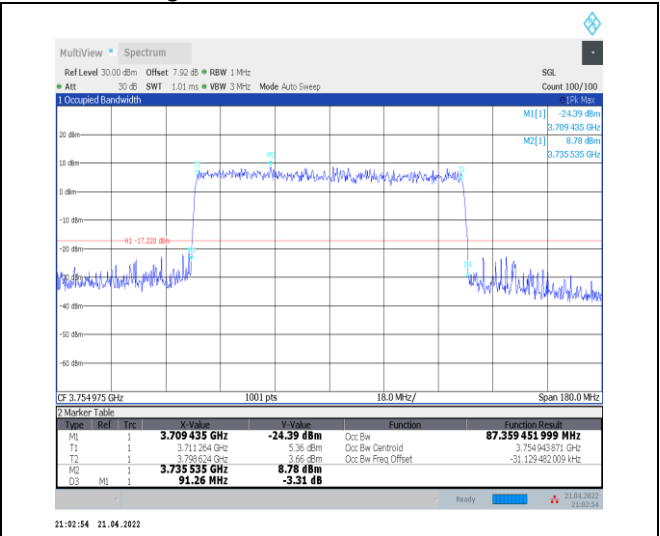 MultiView Spectrum
Ref Level 30.00 dBm Offset 7.92 dB RBW 1 MHz SGL
Att 30 dB SWT 1.01 ms VBW 3 MHz Mode Auto Sweep Count 100/100
1 Occupied Bandwidth 1Pk Max
M1[1] -24.39 dBm
3.709 435 GHz
20 dBm
M2[1] 8.78 dBm
3.735 535 GHz
10 dBm
M2
0 dBm
-10 dBm
H1 -17.220 dBm
-20 dBm
-30 dBm
-40 dBm
-50 dBm
-60 dBm
CF 3.754 975 GHz 1001 pts 18.0 MHz/ Span 180.0 MHz
2 Marker Table
Type Ref Trc X-Value Y-Value Function Function Result
M1 1 3.709 435 GHz -24.39 dBm Occ Bw 87.359 451 999 MHz
T1 1 3.711 264 GHz 5.36 dBm Occ Bw Centroid 3.754 943 871 GHz
T2 1 3.798 624 GHz 3.66 dBm Occ Bw Freq Offset -31.129 482 009 kHz
M2 1 3.735 535 GHz 8.78 dBm
D3 M1 1 91.26 MHz -3.31 dB
Ready 21.04.2022
21:02:54
21:02:54 21.04.2022